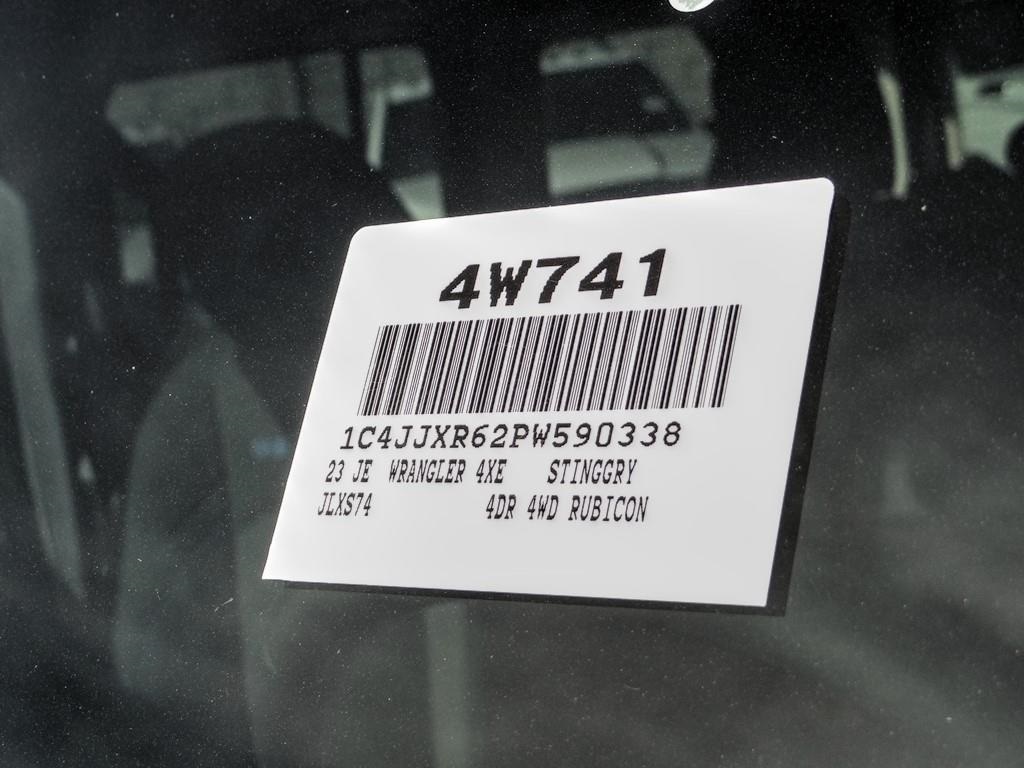 4W741
1C4JJXR62PW590338
23 JE WRANGLER 4XE STINGGRY
JLXS74 4DR 4WD RUBICON